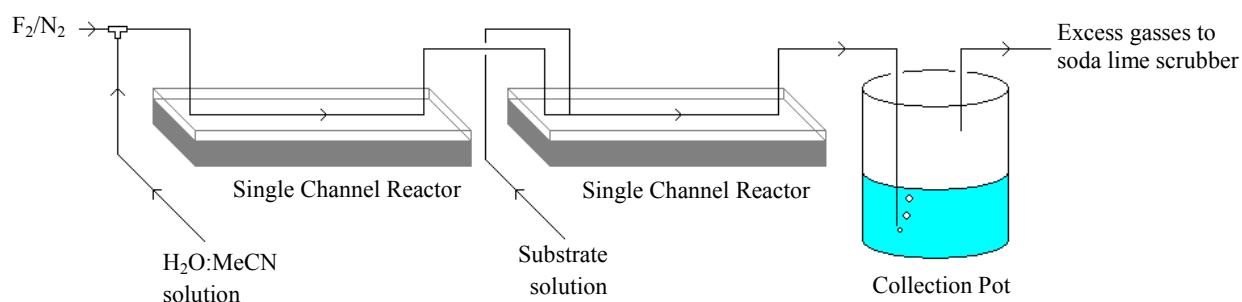 F₂/N₂
Excess gasses to
soda lime scrubber
Single Channel Reactor
Single Channel Reactor
H₂O:MeCN
solution
Substrate
solution
Collection Pot